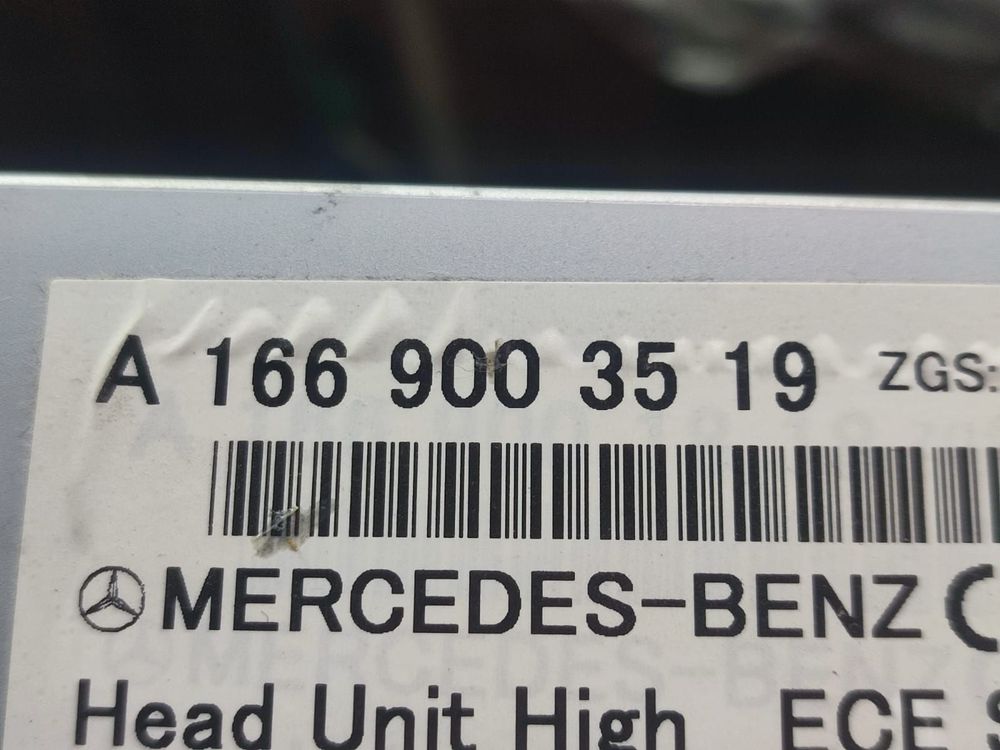 A 166 900 35 19 ZGS:
MERCEDES-BENZ
Head Unit High ECE